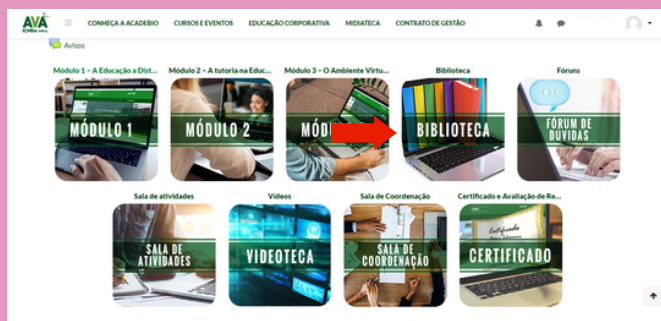 AVA
CONHEÇA A ACADEBIO CURSOS E EVENTOS EDUCAÇÃO CORPORATIVA MIDIATECA CONTRATO DE GESTÃO
Avisos
Módulo 1 – A Educação a Dist... Módulo 2 – A tutoria na Educ... Módulo 3 – O Ambiente Virtu... Biblioteca Fóruns
MÓDULO 1 MÓDULO 2 MÓD BIBLIOTECA FÓRUM DE
DÚVIDAS
Sala de atividades Vídeos Sala de Coordenação Certificado e Avaliação de Re...
SALA DE
ATIVIDADES
VIDEOTECA
SALA DE
COORDENAÇÃO
CERTIFICADO
Certificado